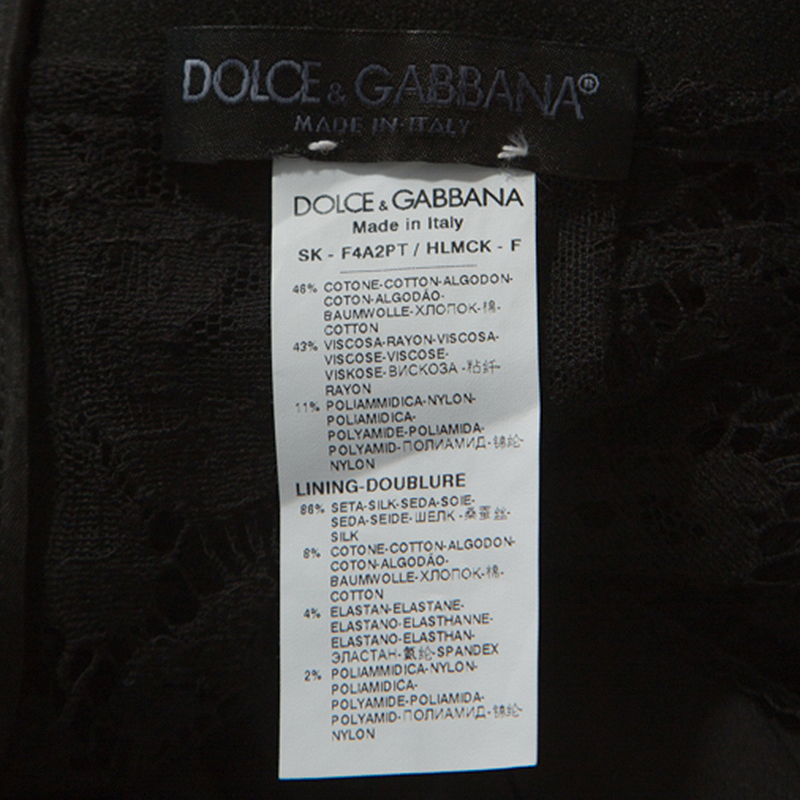 DOLCE & GABBANA®
MADE IN ITALY
DOLCE & GABBANA
Made in Italy
SK - F4A2PT / HLMCK - F
46% COTONE-COTTON-ALGODON-
COTON-ALGODÃO-
BAUMWOLLE-ХЛОПОК-棉-
COTTON
43% VISCOSA-RAYON-VISCOSA-
VISCOSE-VISCOSE-
VISKOSE-ВИСКОЗА-粘纤-
RAYON
11% POLIAMMIDICA-NYLON-
POLIAMIDICA-
POLYAMIDE-POLIAMIDA-
POLYAMID-ПОЛИАМИД-锦纶-
NYLON
LINING-DOUBLURE
86% SETA-SILK-SEDA-SOIE-
SEDA-SEIDE-ШЕЛК-桑蚕丝-
SILK
8% COTONE-COTTON-ALGODON-
COTON-ALGODÃO-
BAUMWOLLE-ХЛОПОК-棉-
COTTON
4% ELASTAN-ELASTANE-
ELASTANO-ELASTHANNE-
ELASTANO-ELASTHAN-
ЭЛАСТАН-氨纶-SPANDEX
2% POLIAMMIDICA-NYLON-
POLIAMIDICA-
POLYAMIDE-POLIAMIDA-
POLYAMID-ПОЛИАМИД-锦纶-
NYLON